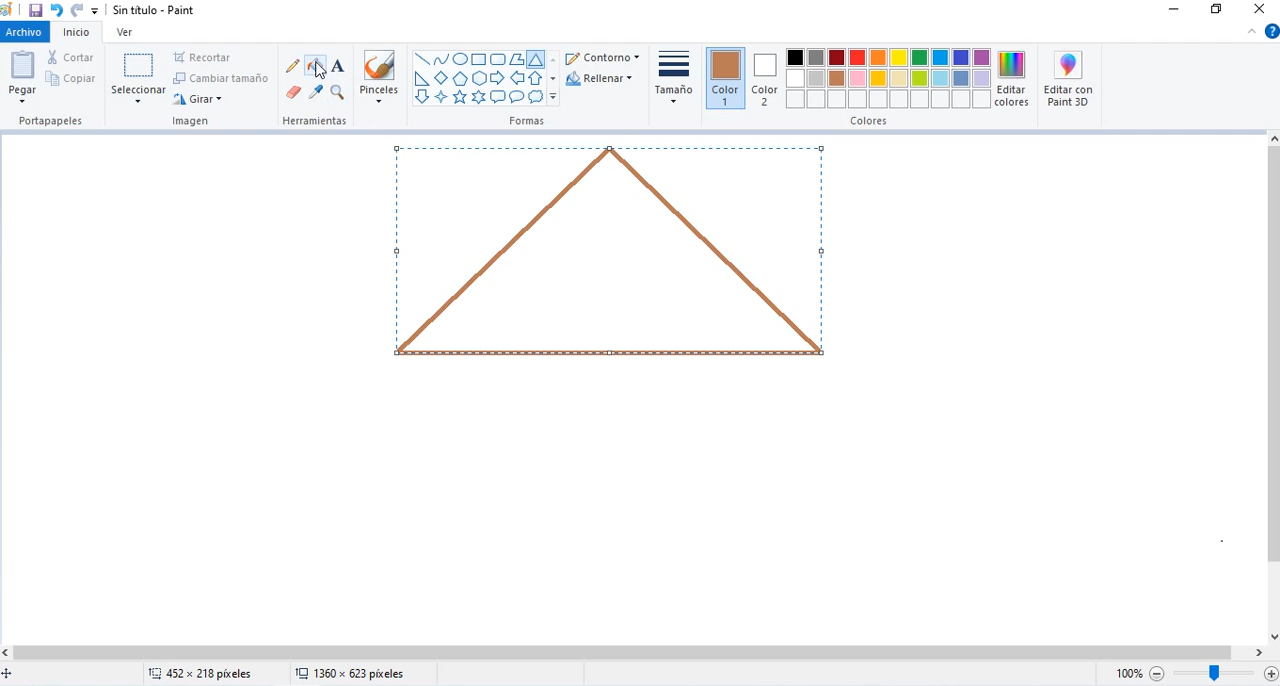 Sin título - Paint
Archivo Inicio Ver
Pegar
Cortar
Copiar
Portapapeles
Seleccionar
Recortar
Cambiar tamaño
Girar
Imagen
A
Herramientas
Pinceles
Contorno
Rellenar
Formas
Tamaño
Color 1
Color 2
Editar colores
Colores
Editar con Paint 3D
?
452 × 218 píxeles
1360 × 623 píxeles
100%